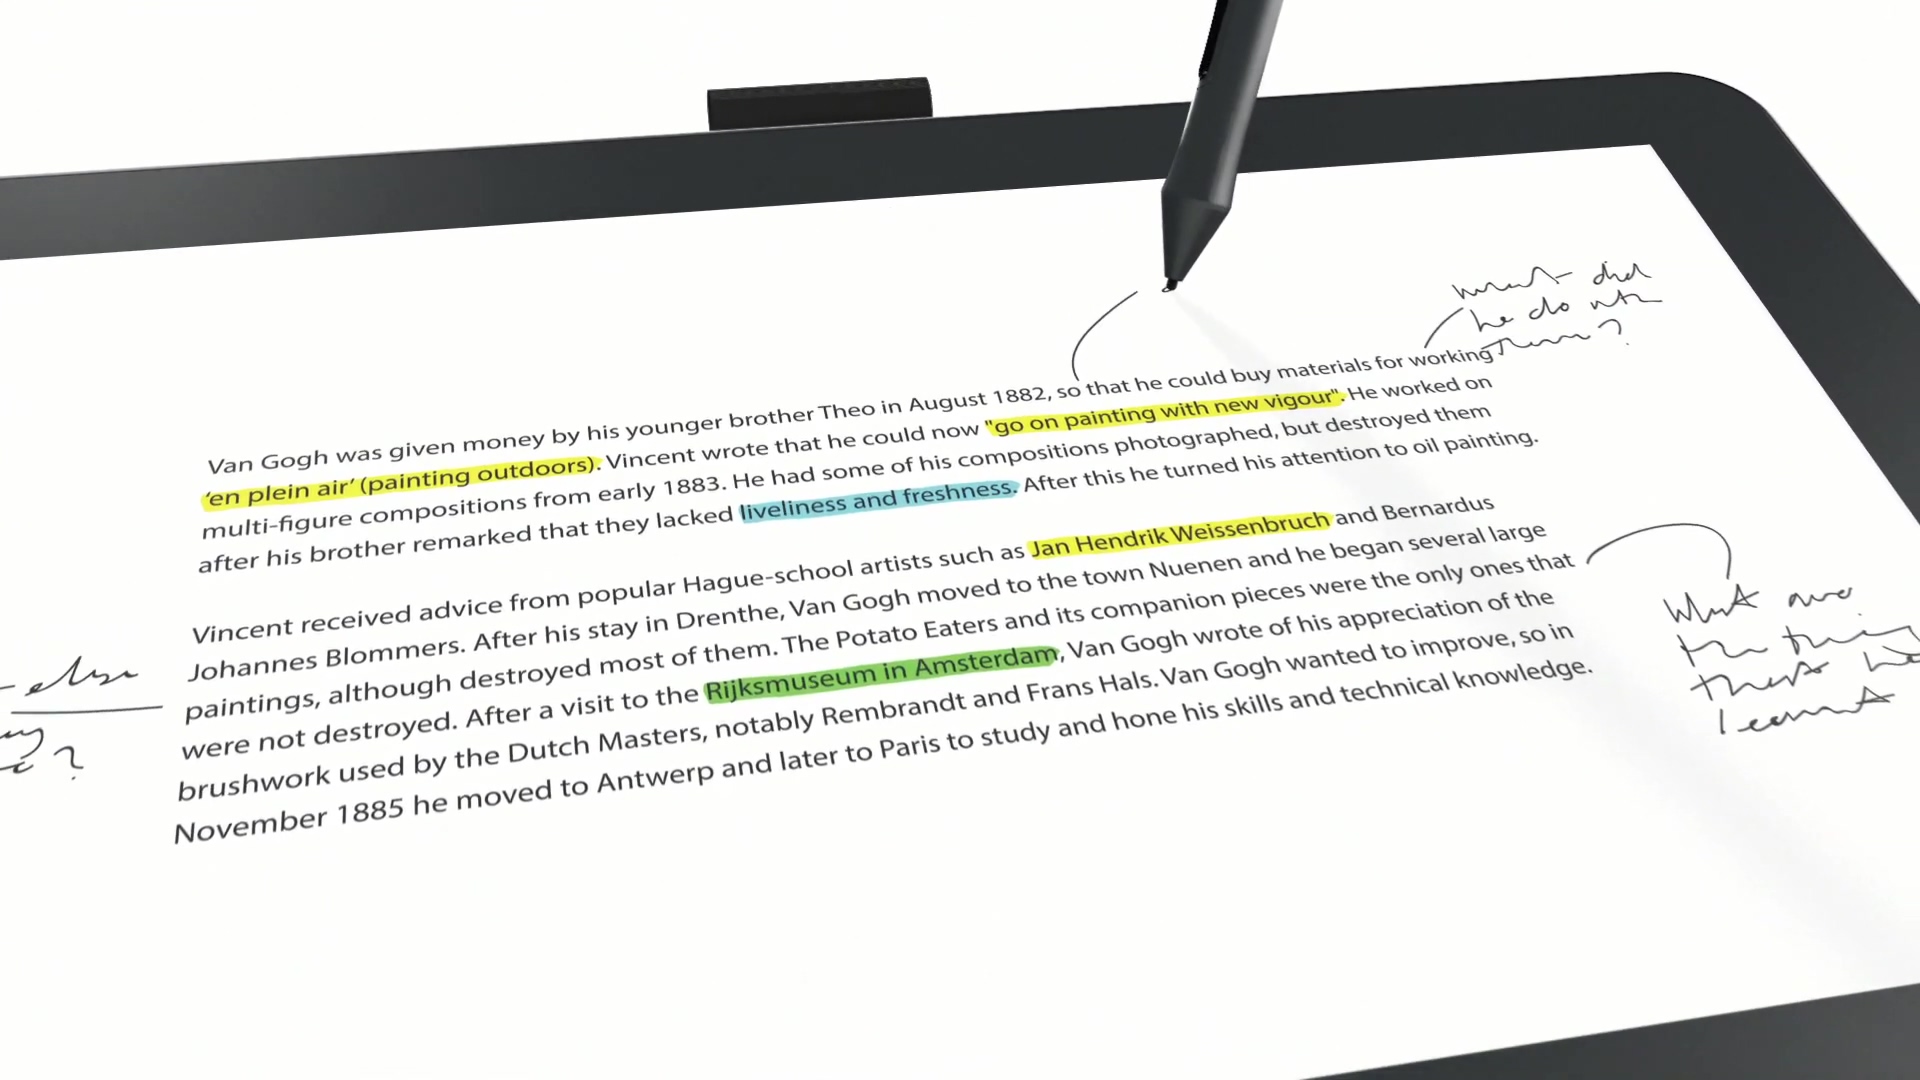 what did
he do with
them?
Van Gogh was given money by his younger brother Theo in August 1882, so that he could buy materials for working
'en plein air' (painting outdoors). Vincent wrote that he could now "go on painting with new vigour". He worked on
multi-figure compositions from early 1883. He had some of his compositions photographed, but destroyed them
after his brother remarked that they lacked liveliness and freshness. After this he turned his attention to oil painting.
Vincent received advice from popular Hague-school artists such as Jan Hendrik Weissenbruch and Bernardus
Johannes Blommers. After his stay in Drenthe, Van Gogh moved to the town Nuenen and he began several large
paintings, although destroyed most of them. The Potato Eaters and its companion pieces were the only ones that
were not destroyed. After a visit to the Rijksmuseum in Amsterdam, Van Gogh wrote of his appreciation of the
brushwork used by the Dutch Masters, notably Rembrandt and Frans Hals. Van Gogh wanted to improve, so in
November 1885 he moved to Antwerp and later to Paris to study and hone his skills and technical knowledge.
What are
the thing
that he
learnt
else
?